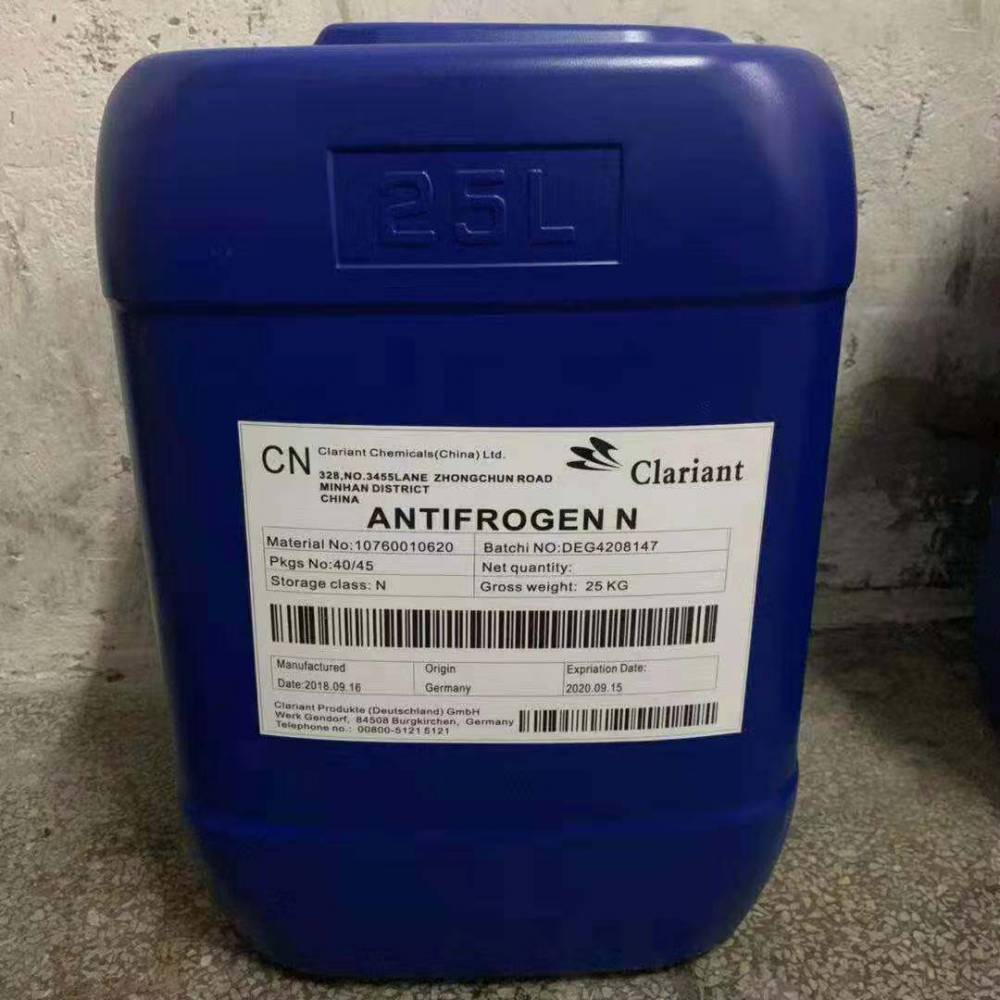 25L
CN
Clariant Chemicals(China) Ltd.
328,NO.3455LANE ZHONGCHUN ROAD
MINHAN DISTRICT
CHINA
Clariant
ANTIFROGEN N
Material No:10760010620 Batchi NO:DEG4208147
Pkgs No:40/45 Net quantity:
Storage class: N Gross weight: 25 KG
Manufactured Origin Expriation Date:
Date:2018.09.16 Germany 2020.09.15
Clariant Produkte (Deutschland) GmbH
Werk Gendorf, 84508 Burgkirchen, Germany
Telephone no.: 00800-5121 5121